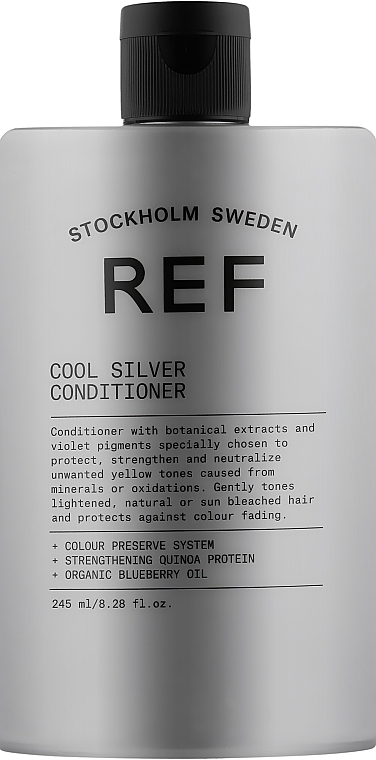 STOCKHOLM SWEDEN
REF
COOL SILVER
CONDITIONER
Conditioner with botanical extracts and
violet pigments specially chosen to
protect, strengthen and neutralize
unwanted yellow tones caused from
minerals or oxidations. Gently tones
lightened, natural or sun bleached hair
and protects against colour fading.
+ COLOUR PRESERVE SYSTEM
+ STRENGTHENING QUINOA PROTEIN
+ ORGANIC BLUEBERRY OIL
245 ml/8.28 fl.oz.